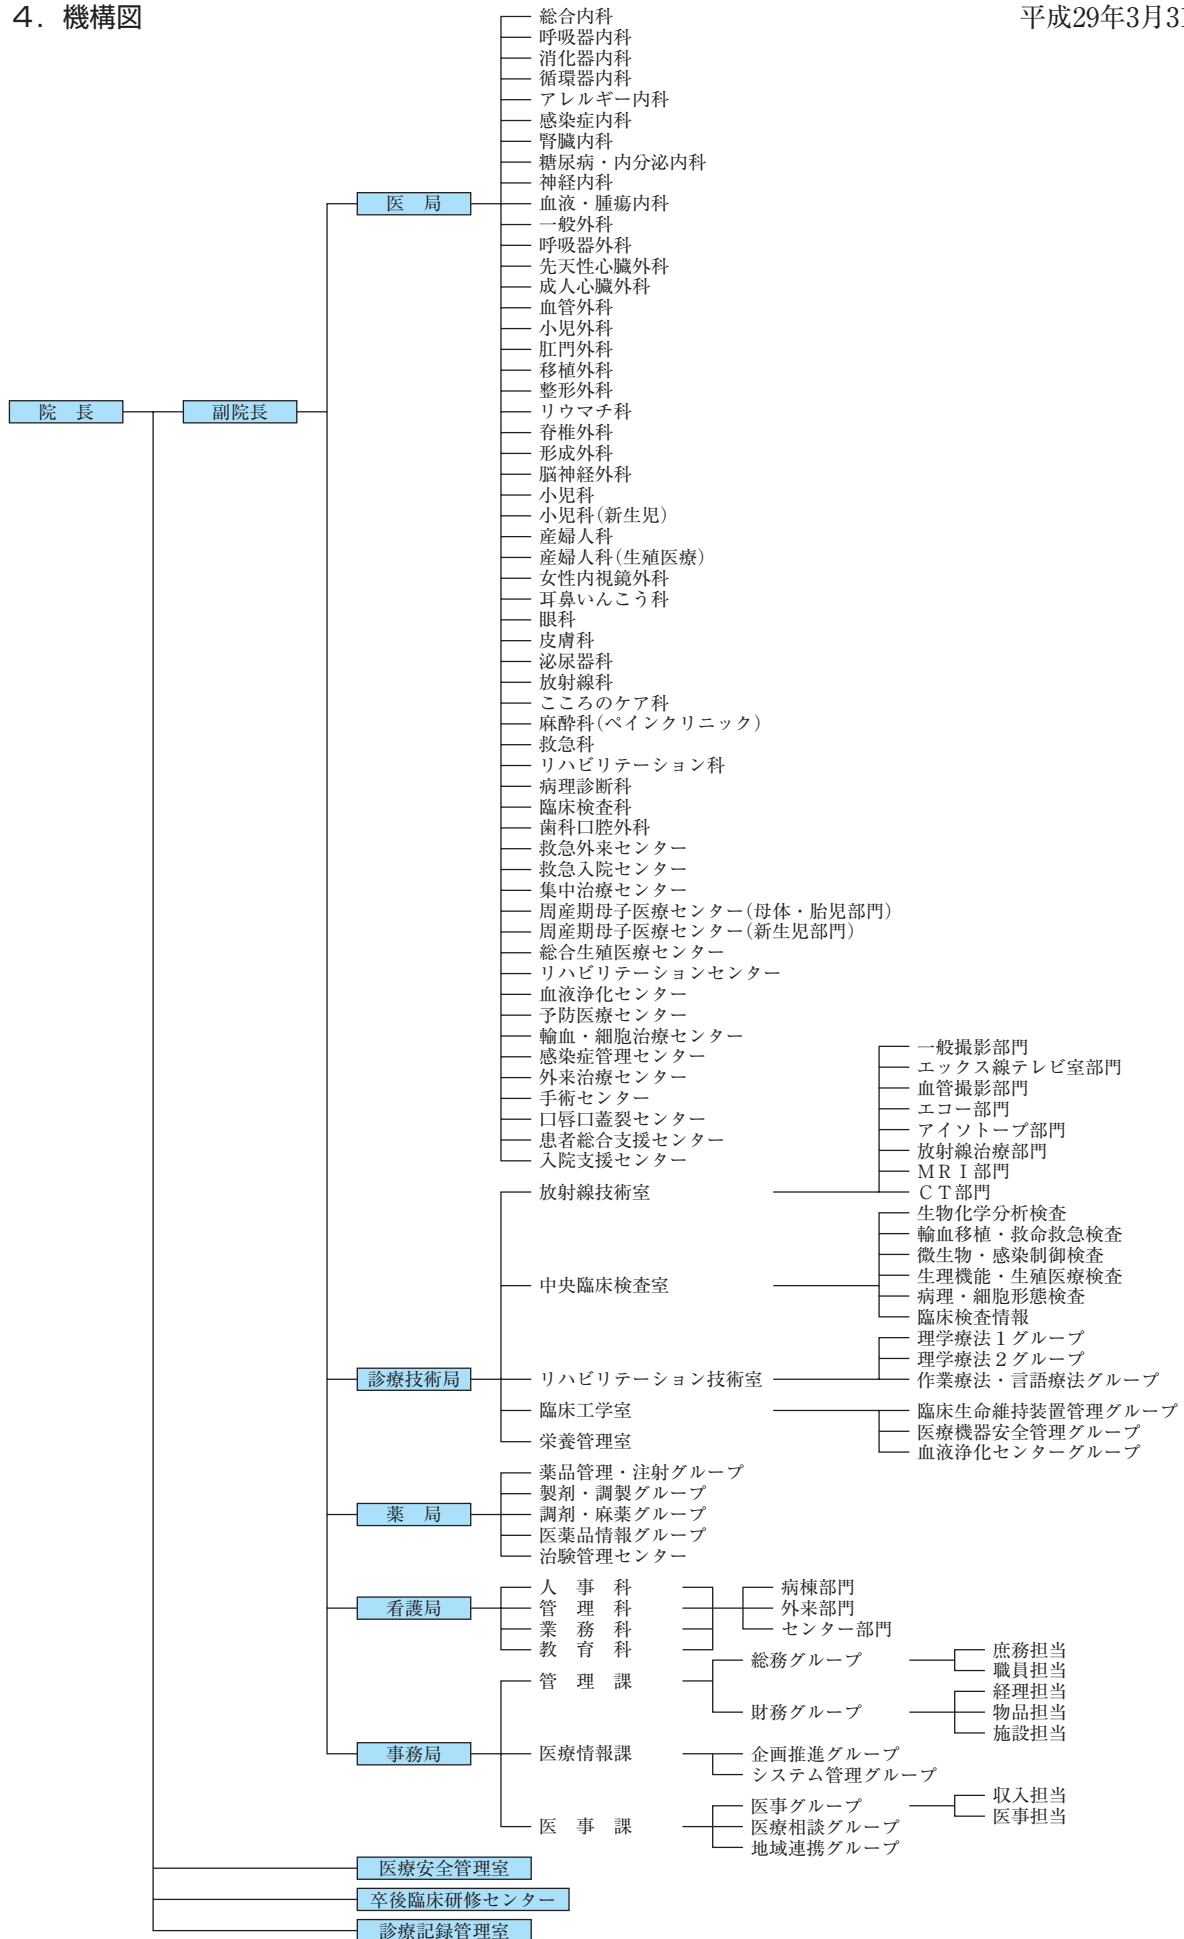 4．機構図
平成29年3月31
総合内科
呼吸器内科
消化器内科
循環器内科
アレルギー内科
感染症内科
腎臓内科
糖尿病・内分泌内科
神経内科
医　局
血液・腫瘍内科
一般外科
呼吸器外科
先天性心臓外科
成人心臓外科
血管外科
小児外科
肛門外科
移植外科
整形外科
院　長
副院長
リウマチ科
脊椎外科
形成外科
脳神経外科
小児科
小児科（新生児）
産婦人科
産婦人科（生殖医療）
女性内視鏡外科
耳鼻いんこう科
眼科
皮膚科
泌尿器科
放射線科
こころのケア科
麻酔科（ペインクリニック）
救急科
リハビリテーション科
病理診断科
臨床検査科
歯科口腔外科
救急外来センター
救急入院センター
集中治療センター
周産期母子医療センター（母体・胎児部門）
周産期母子医療センター（新生児部門）
総合生殖医療センター
リハビリテーションセンター
血液浄化センター
予防医療センター
輸血・細胞治療センター
感染症管理センター
外来治療センター
手術センター
口唇口蓋裂センター
患者総合支援センター
入院支援センター
診療技術局
放射線技術室
一般撮影部門
エックス線テレビ室部門
血管撮影部門
エコー部門
アイソトープ部門
放射線治療部門
ＭＲＩ部門
ＣＴ部門
中央臨床検査室
生物化学分析検査
輸血移植・救命救急検査
微生物・感染制御検査
生理機能・生殖医療検査
病理・細胞形態検査
臨床検査情報
リハビリテーション技術室
理学療法１グループ
理学療法２グループ
作業療法・言語療法グループ
臨床工学室
臨床生命維持装置管理グループ
医療機器安全管理グループ
血液浄化センターグループ
栄養管理室
薬　局
薬品管理・注射グループ
製剤・調製グループ
調剤・麻薬グループ
医薬品情報グループ
治験管理センター
看護局
人　事　科
管　理　科
業　務　科
教　育　科
病棟部門
外来部門
センター部門
事務局
管　理　課
総務グループ
庶務担当
職員担当
財務グループ
経理担当
物品担当
施設担当
医療情報課
企画推進グループ
システム管理グループ
医　事　課
医事グループ
収入担当
医事担当
医療相談グループ
地域連携グループ
医療安全管理室
卒後臨床研修センター
診療記録管理室